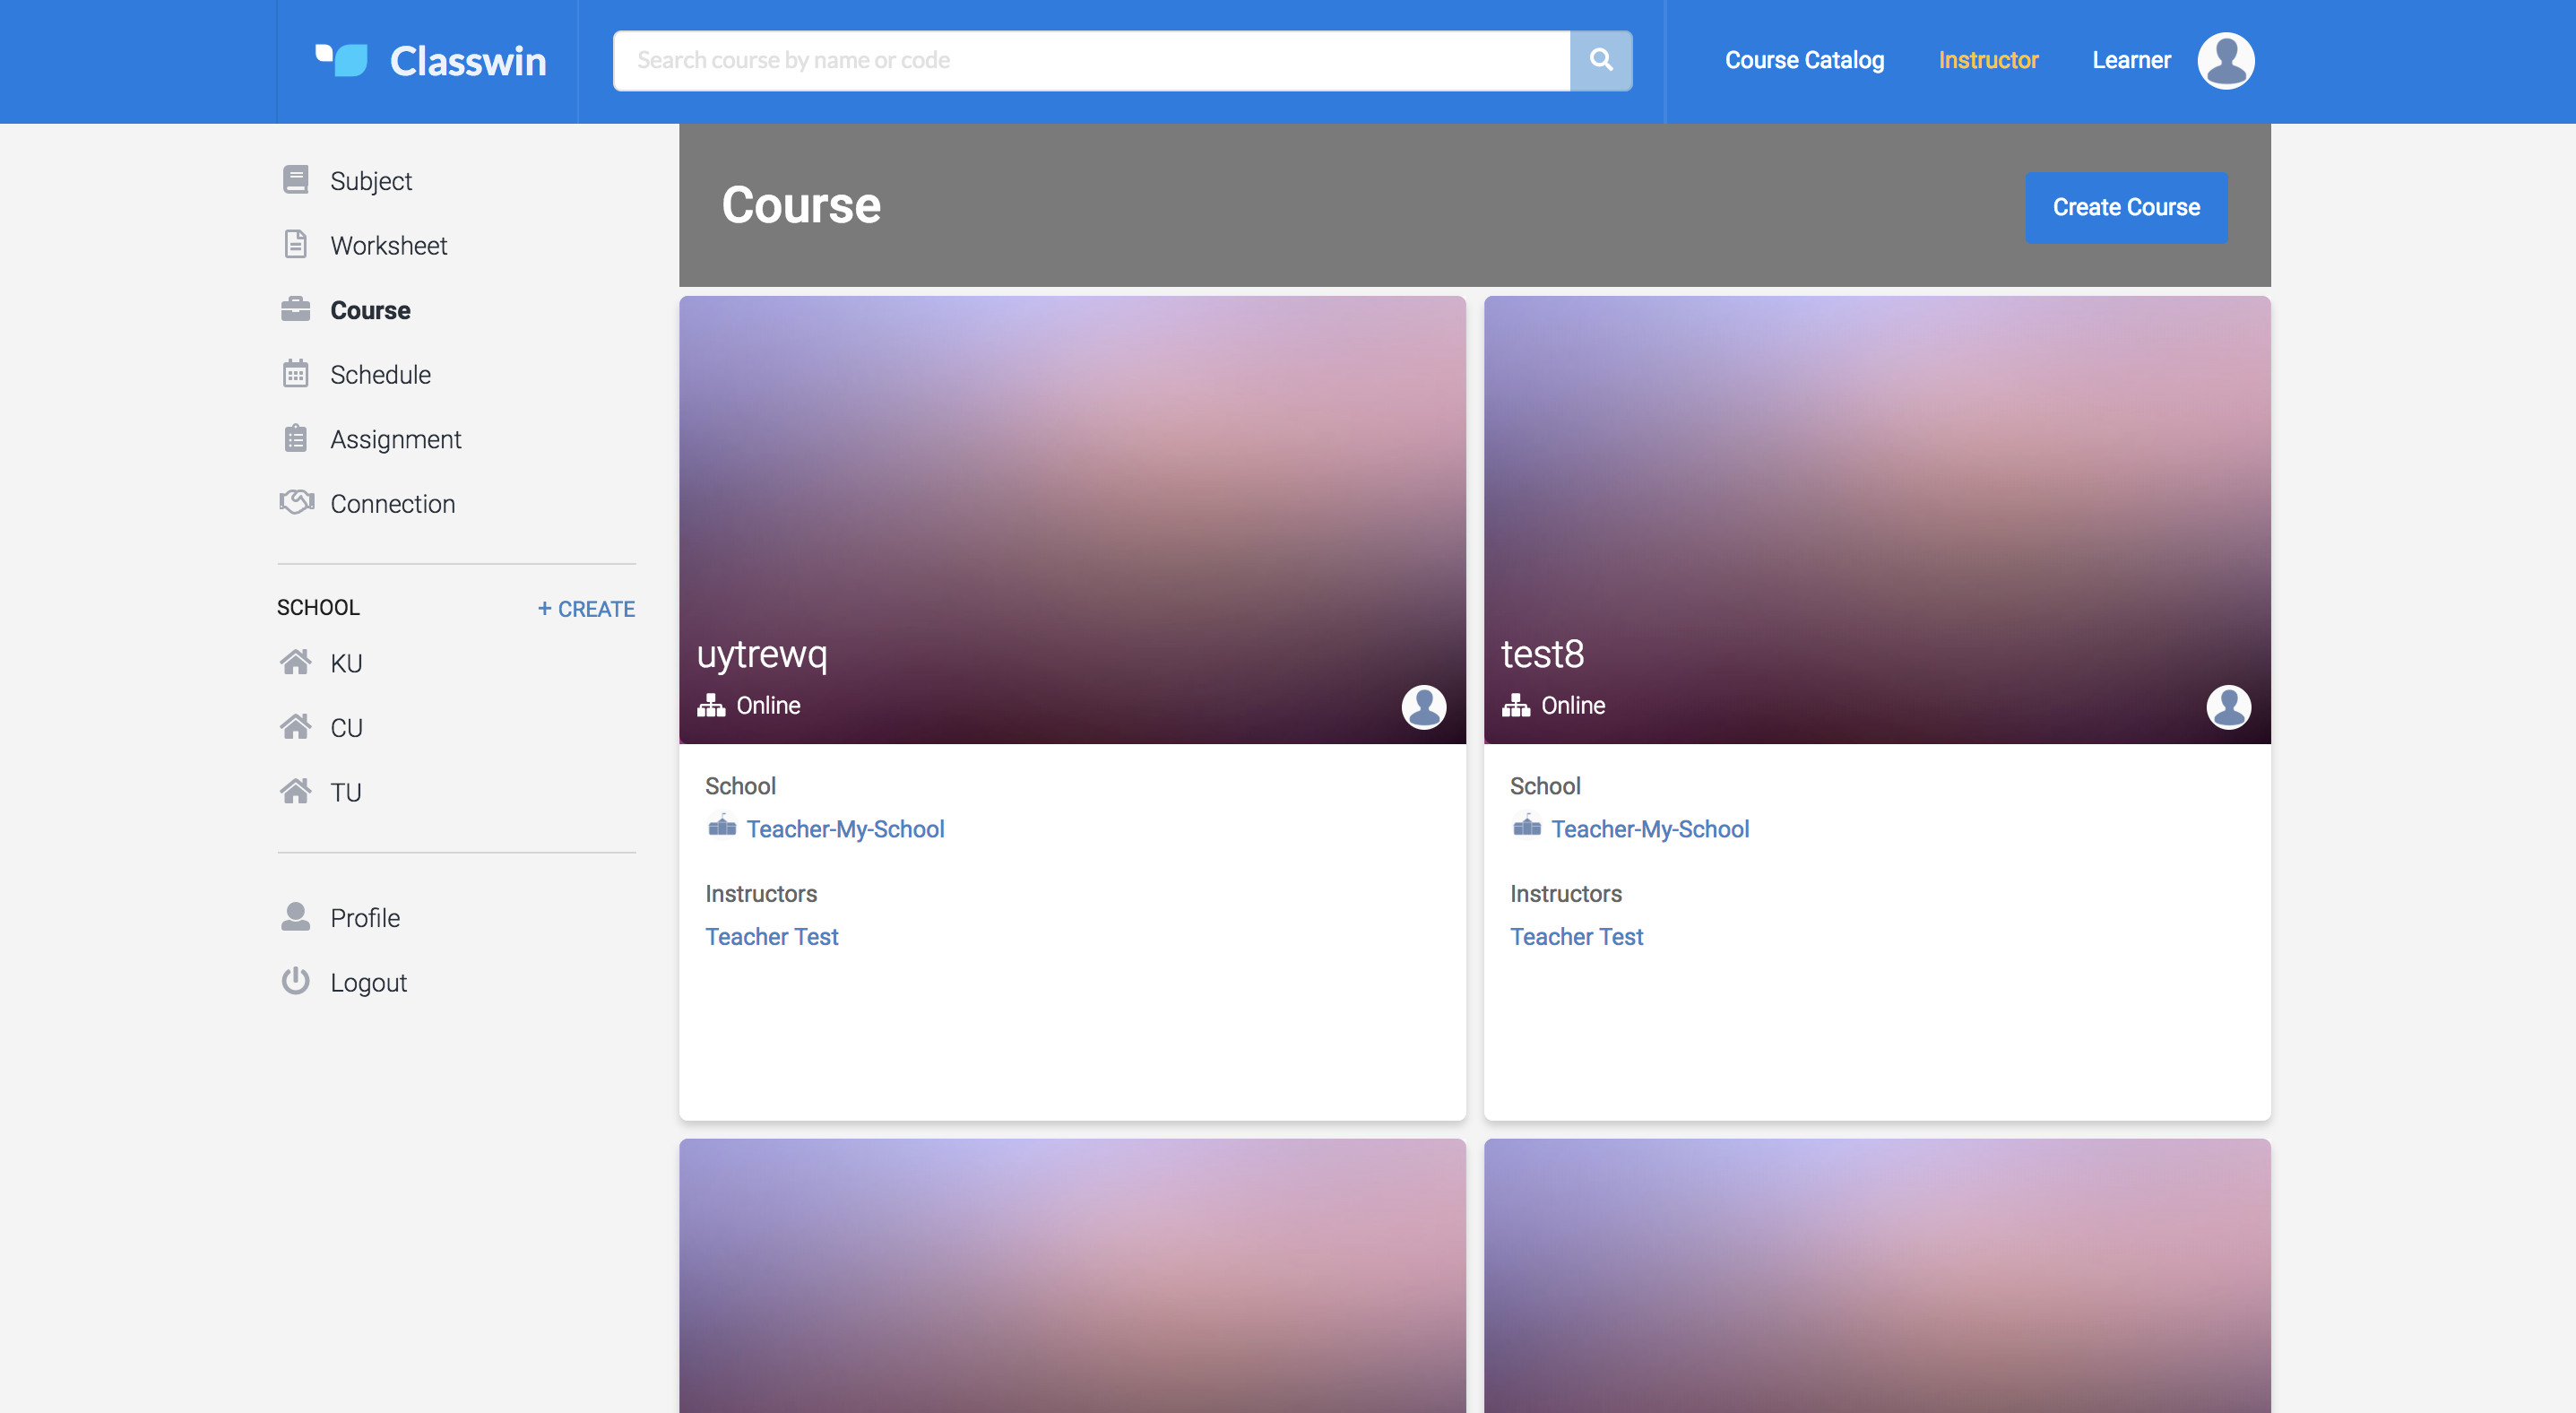 Classwin
Search course by name or code
Course Catalog
Instructor
Learner
Subject
Worksheet
Course
Schedule
Assignment
Connection
SCHOOL
+ CREATE
KU
CU
TU
Profile
Logout
Course
Create Course
uytrewq
Online
School
Teacher-My-School
Instructors
Teacher Test
test8
Online
School
Teacher-My-School
Instructors
Teacher Test